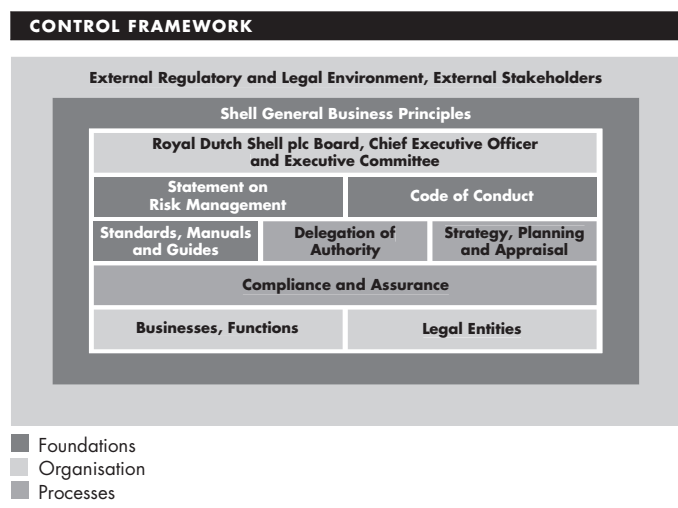 CONTROL FRAMEWORK
External Regulatory and Legal Environment, External Stakeholders
Shell General Business Principles
Royal Dutch Shell plc Board, Chief Executive Officer
and Executive Committee
Statement on
Risk Management
Code of Conduct
Standards, Manuals
and Guides
Delegation of
Authority
Strategy, Planning
and Appraisal
Compliance and Assurance
Businesses, Functions
Legal Entities
Foundations
Organisation
Processes